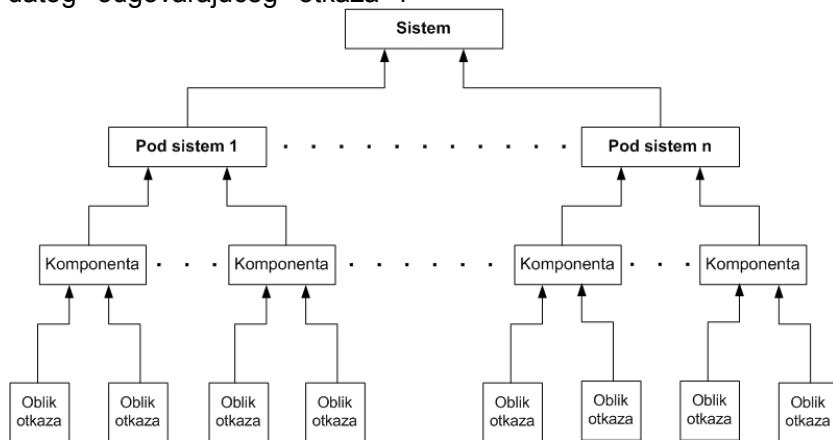 datog odgovarajućeg otkaza i
Sistem
Pod sistem 1
Pod sistem n
Komponenta
Komponenta
Komponenta
Komponenta
Oblik
otkaza
Oblik
otkaza
Oblik
otkaza
Oblik
otkaza
Oblik
otkaza
Oblik
otkaza
Oblik
otkaza
Oblik
otkaza